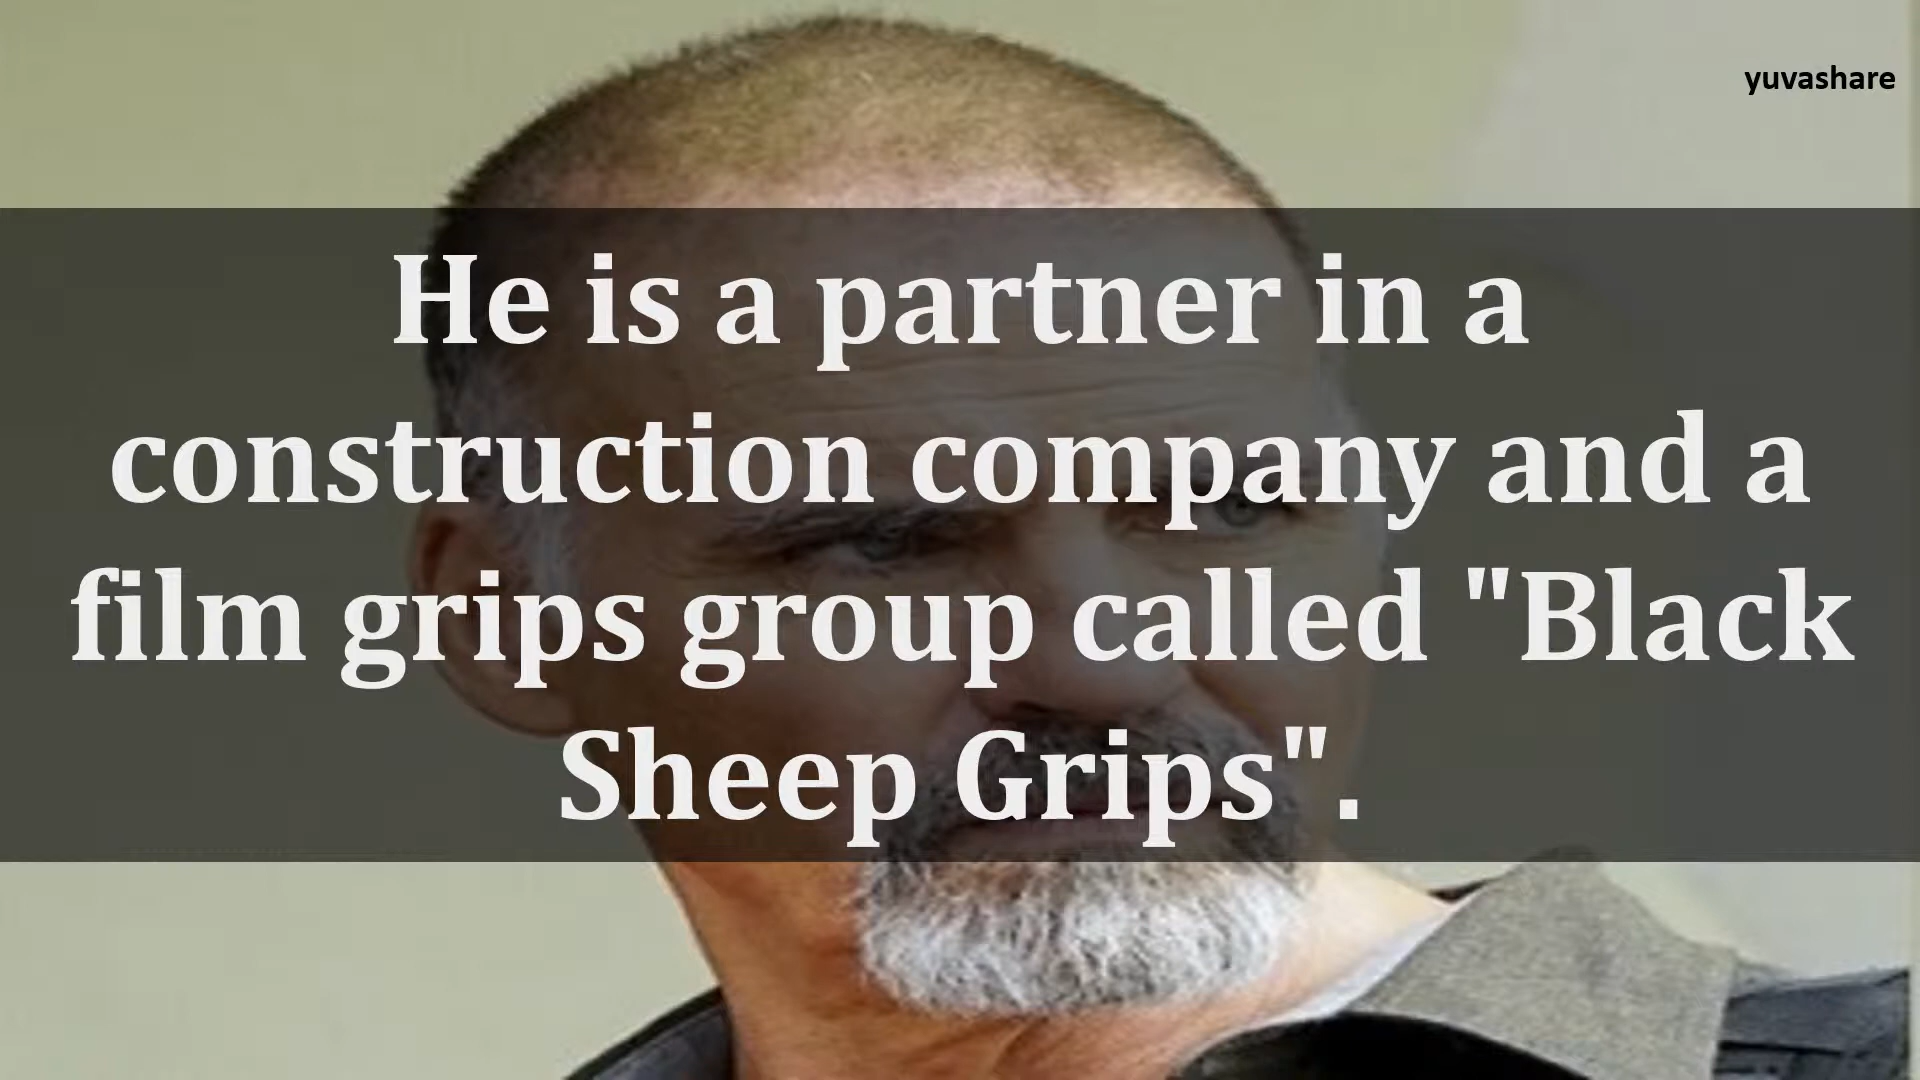 yuvashare
He is a partner in a
construction company and a
film grips group called "Black
Sheep Grips".